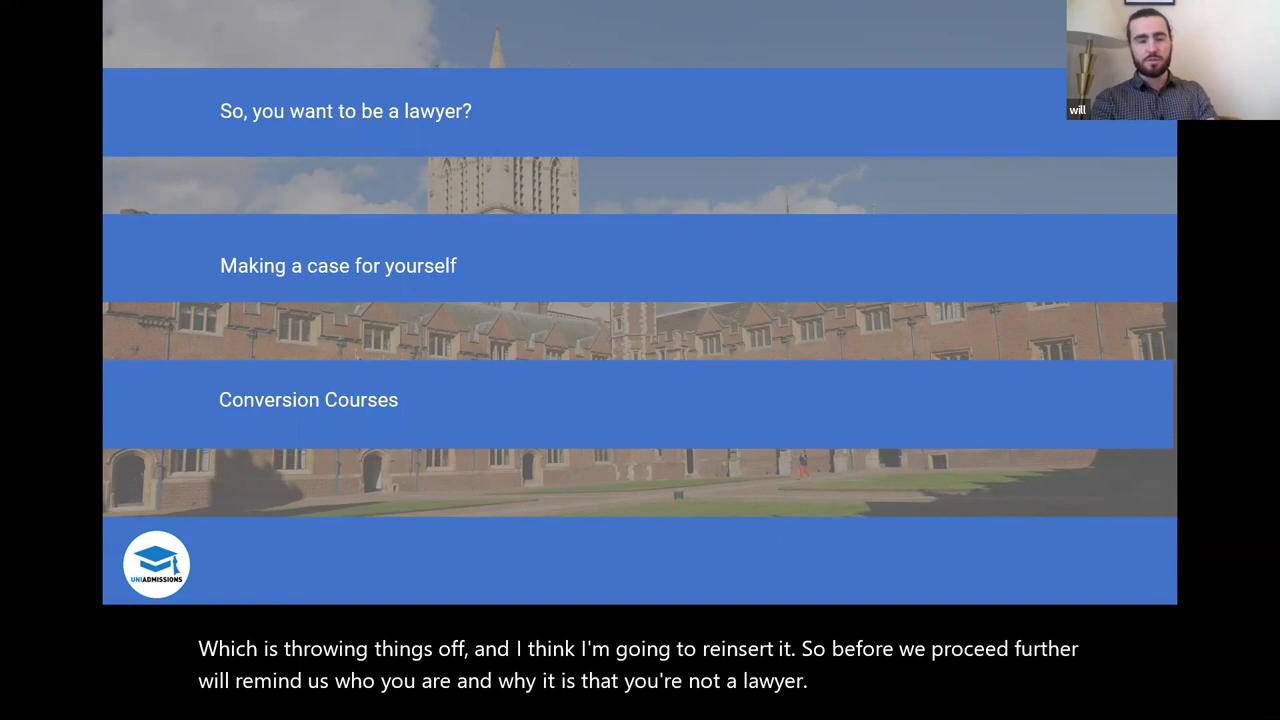 So, you want to be a lawyer?
will
Making a case for yourself
Conversion Courses
UNIADMISSIONS
Which is throwing things off, and I think I'm going to reinsert it. So before we proceed further
will remind us who you are and why it is that you're not a lawyer.